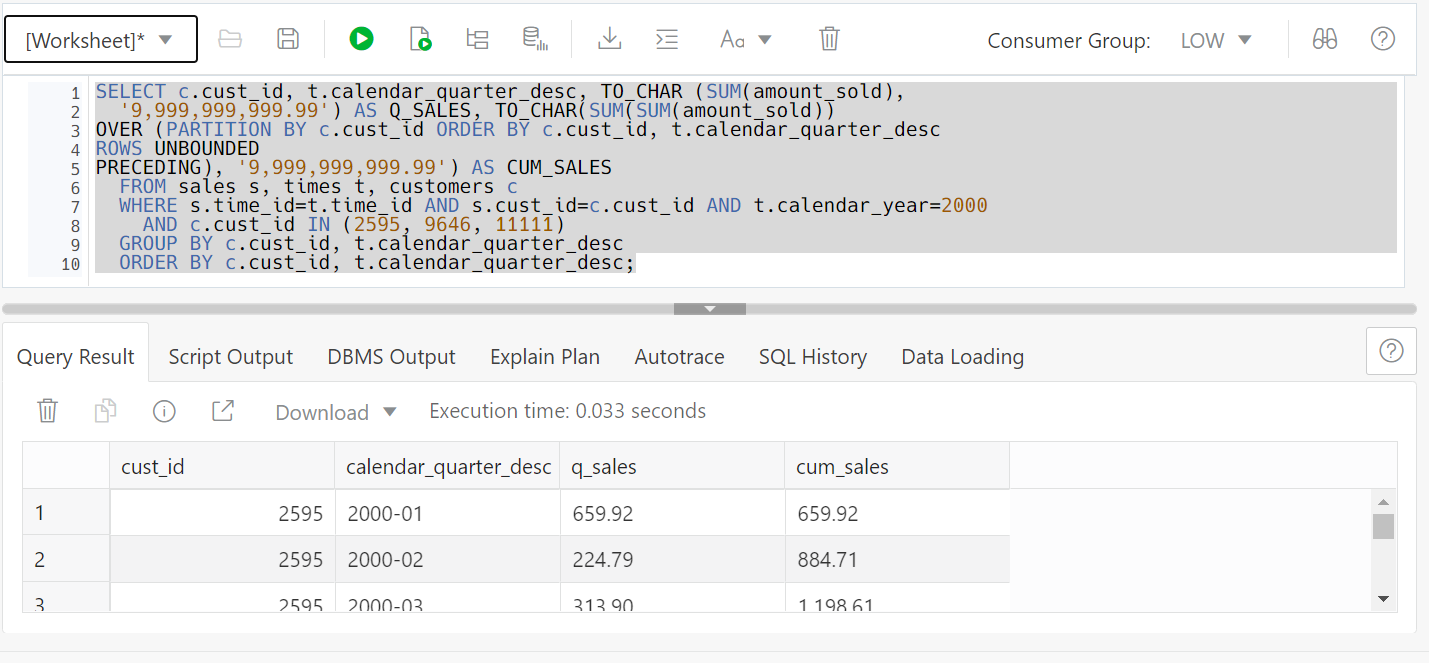 [Worksheet]*
Aa
Consumer Group: LOW
1 SELECT c.cust_id, t.calendar_quarter_desc, TO_CHAR (SUM(amount_sold),
2   '9,999,999,999.99') AS Q_SALES, TO_CHAR(SUM(SUM(amount_sold))
3 OVER (PARTITION BY c.cust_id ORDER BY c.cust_id, t.calendar_quarter_desc
4 ROWS UNBOUNDED
5 PRECEDING), '9,999,999,999.99') AS CUM_SALES
6   FROM sales s, times t, customers c
7   WHERE s.time_id=t.time_id AND s.cust_id=c.cust_id AND t.calendar_year=2000
8     AND c.cust_id IN (2595, 9646, 11111)
9   GROUP BY c.cust_id, t.calendar_quarter_desc
10   ORDER BY c.cust_id, t.calendar_quarter_desc;
Query Result Script Output DBMS Output Explain Plan Autotrace SQL History Data Loading
Download Execution time: 0.033 seconds
cust_id calendar_quarter_desc q_sales cum_sales
1 2595 2000-01 659.92 659.92
2 2595 2000-02 224.79 884.71
3 2595 2000-03 313.90 1,198.61